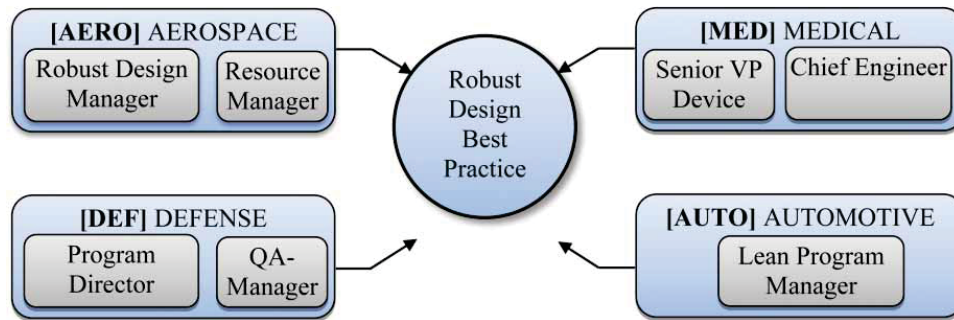 [AERO] AEROSPACE
Robust Design
Manager
Resource
Manager
Robust
Design
Best
Practice
[MED] MEDICAL
Senior VP
Device
Chief Engineer
[DEF] DEFENSE
Program
Director
QA-
Manager
[AUTO] AUTOMOTIVE
Lean Program
Manager